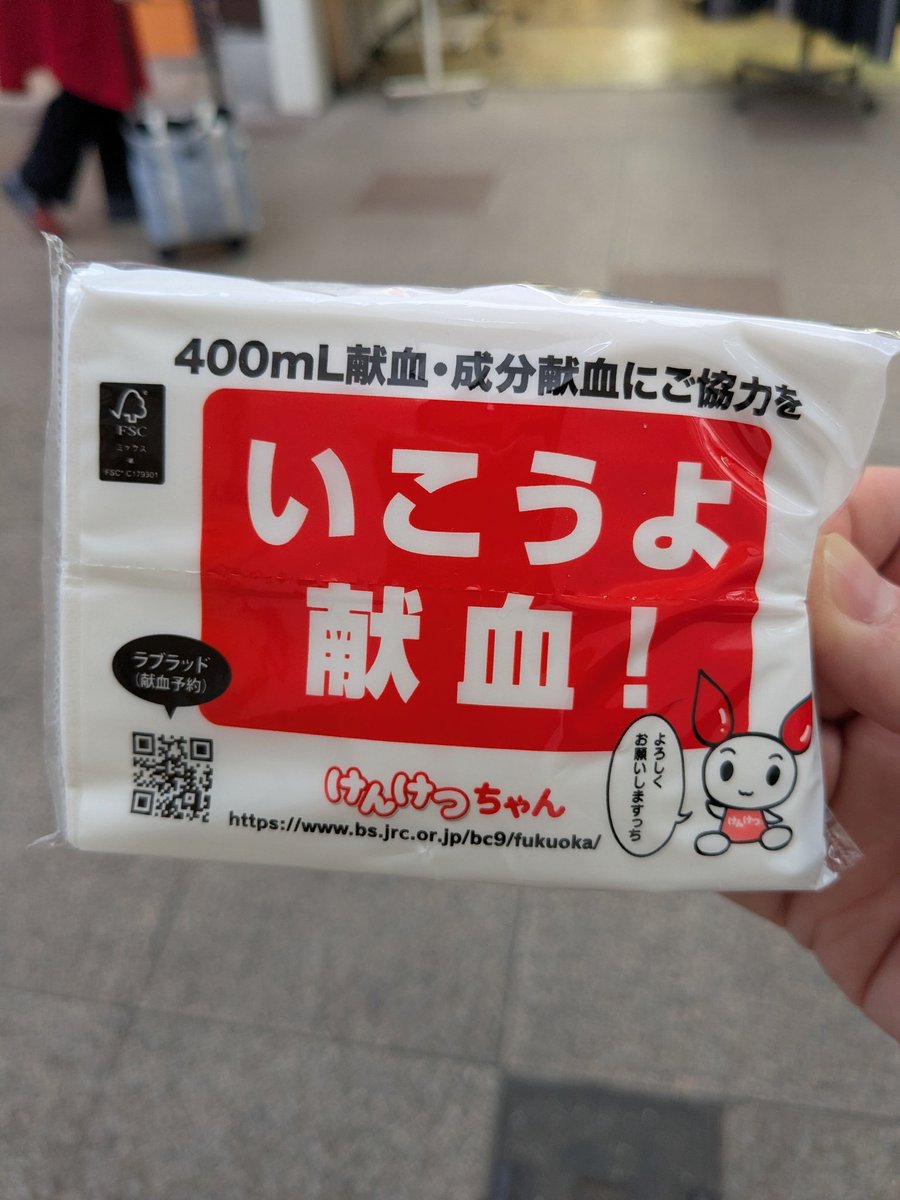 400mL献血・成分献血にご協力を
FSC
ミックス
FSC® C179301
いこうよ
献血!
ラブラッド
(献血予約)
よろしく
お願いしますっち
けんけつ
けんけつちゃん
https://www.bs.jrc.or.jp/bc9/fukuoka/